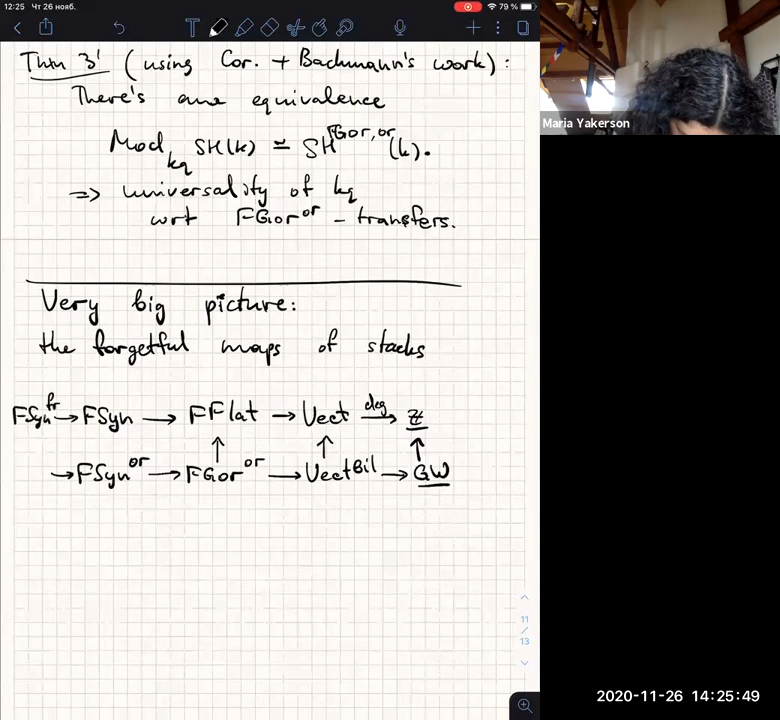 12:25 Чт 26 нояб.
79 %
Thm 3' (using Cor. + Bachmann's work):
There's an equivalence
Mod_kq SH(k) ≃ SH^FGor,or (k).
=> universality of kq
wrt FGor^or - transfers.
Very big picture:
the forgetful maps of stacks
FSyn^fr → FSyn → FFlat → Vect →^deg Z
↑ ↑ ↑
→ FSyn^or → FGor^or → VectBil → GW
11
/
13
Maria Yakerson
2020-11-26 14:25:49